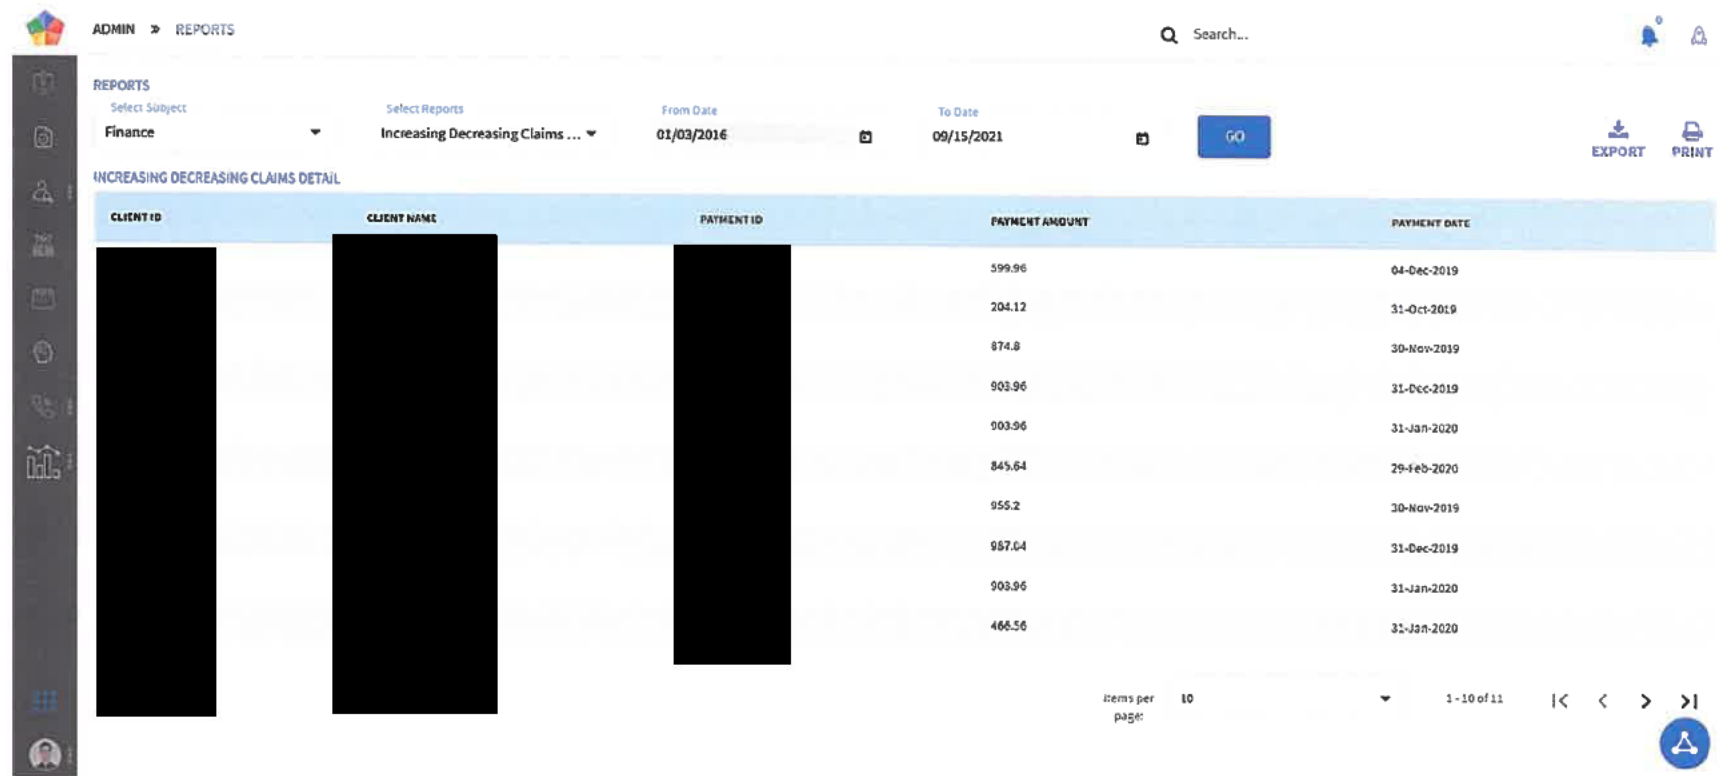 ADMIN » REPORTS
Search...
0
REPORTS
Select Subject
Finance
Select Reports
Increasing Decreasing Claims ...
From Date
01/03/2016
To Date
09/15/2021
GO
EXPORT
PRINT
INCREASING DECREASING CLAIMS DETAIL
CLIENT ID CLIENT NAME PAYMENT ID PAYMENT AMOUNT PAYMENT DATE
599.96 04-Dec-2019
204.12 31-Oct-2019
874.8 30-Nov-2019
903.96 31-Dec-2019
903.96 31-Jan-2020
845.64 29-Feb-2020
955.2 30-Nov-2019
987.04 31-Dec-2019
903.96 31-Jan-2020
466.56 31-Jan-2020
Items per page: 10 1 - 10 of 11